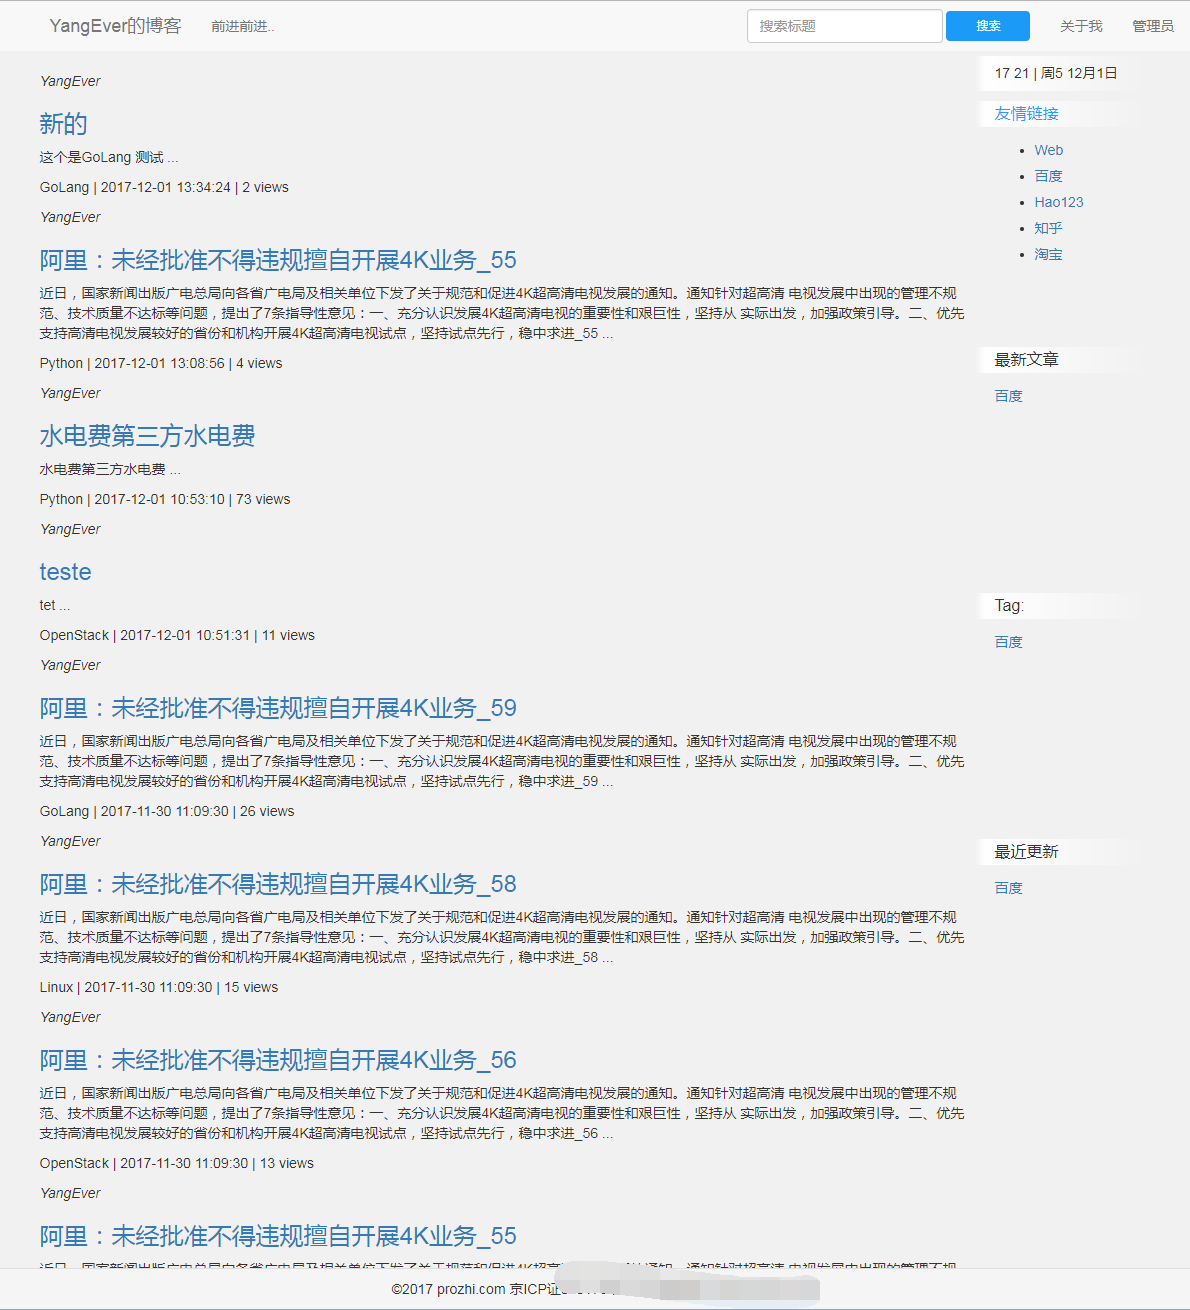 YangEver的博客 前进前进.. 搜索标题 搜索 关于我 管理员
YangEver
新的
这个是GoLang 测试 ...
GoLang | 2017-12-01 13:34:24 | 2 views
YangEver
阿里：未经批准不得违规擅自开展4K业务_55
近日，国家新闻出版广电总局向各省广电局及相关单位下发了关于规范和促进4K超高清电视发展的通知。通知针对超高清 电视发展中出现的管理不规
范、技术质量不达标等问题，提出了7条指导性意见：一、充分认识发展4K超高清电视的重要性和艰巨性，坚持从 实际出发，加强政策引导。二、优先
支持高清电视发展较好的省份和机构开展4K超高清电视试点，坚持试点先行，稳中求进_55 ...
Python | 2017-12-01 13:08:56 | 4 views
YangEver
水电费第三方水电费
水电费第三方水电费 ...
Python | 2017-12-01 10:53:10 | 73 views
YangEver
teste
tet ...
OpenStack | 2017-12-01 10:51:31 | 11 views
YangEver
阿里：未经批准不得违规擅自开展4K业务_59
近日，国家新闻出版广电总局向各省广电局及相关单位下发了关于规范和促进4K超高清电视发展的通知。通知针对超高清 电视发展中出现的管理不规
范、技术质量不达标等问题，提出了7条指导性意见：一、充分认识发展4K超高清电视的重要性和艰巨性，坚持从 实际出发，加强政策引导。二、优先
支持高清电视发展较好的省份和机构开展4K超高清电视试点，坚持试点先行，稳中求进_59 ...
GoLang | 2017-11-30 11:09:30 | 26 views
YangEver
阿里：未经批准不得违规擅自开展4K业务_58
近日，国家新闻出版广电总局向各省广电局及相关单位下发了关于规范和促进4K超高清电视发展的通知。通知针对超高清 电视发展中出现的管理不规
范、技术质量不达标等问题，提出了7条指导性意见：一、充分认识发展4K超高清电视的重要性和艰巨性，坚持从 实际出发，加强政策引导。二、优先
支持高清电视发展较好的省份和机构开展4K超高清电视试点，坚持试点先行，稳中求进_58 ...
Linux | 2017-11-30 11:09:30 | 15 views
YangEver
阿里：未经批准不得违规擅自开展4K业务_56
近日，国家新闻出版广电总局向各省广电局及相关单位下发了关于规范和促进4K超高清电视发展的通知。通知针对超高清 电视发展中出现的管理不规
范、技术质量不达标等问题，提出了7条指导性意见：一、充分认识发展4K超高清电视的重要性和艰巨性，坚持从 实际出发，加强政策引导。二、优先
支持高清电视发展较好的省份和机构开展4K超高清电视试点，坚持试点先行，稳中求进_56 ...
OpenStack | 2017-11-30 11:09:30 | 13 views
YangEver
阿里：未经批准不得违规擅自开展4K业务_55
17 21 | 周5 12月1日
友情链接
Web
百度
Hao123
知乎
淘宝
最新文章
百度
Tag:
百度
最近更新
百度
©2017 prozhi.com 京ICP证